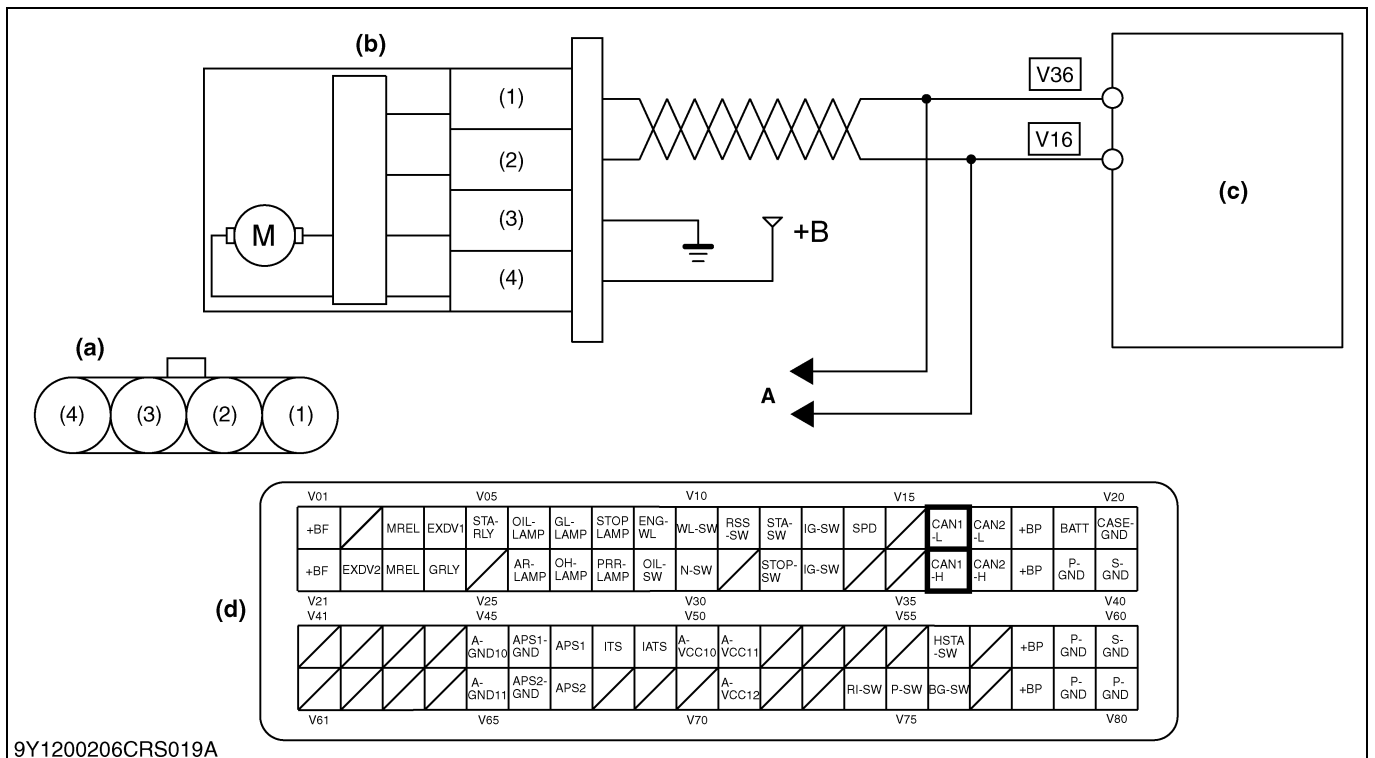 (b)
(1)
(2)
(3)
(4)
M
+B
V36
V16
(c)
A
(a)
(4) (3) (2) (1)
(d)
V01 V05 V10 V15 V20
+BF MREL EXDV1 STA-RLY OIL-LAMP GL-LAMP STOP LAMP ENG-WL WL-SW RSS-SW STA-SW IG-SW SPD CAN1-L CAN2-L +BP BATT CASE-GND
+BF EXDV2 MREL GRLY AR-LAMP OH-LAMP PRR-LAMP OIL-SW N-SW STOP-SW IG-SW CAN1-H CAN2-H +BP P-GND S-GND
V21 V25 V30 V35 V40
V41 V45 V50 V55 V60
A-GND10 APS1-GND APS1 ITS IATS A-VCC10 A-VCC11 HSTA-SW +BP P-GND S-GND
A-GND11 APS2-GND APS2 A-VCC12 RI-SW P-SW BG-SW +BP P-GND P-GND
V61 V65 V70 V75 V80
9Y1200206CRS019A